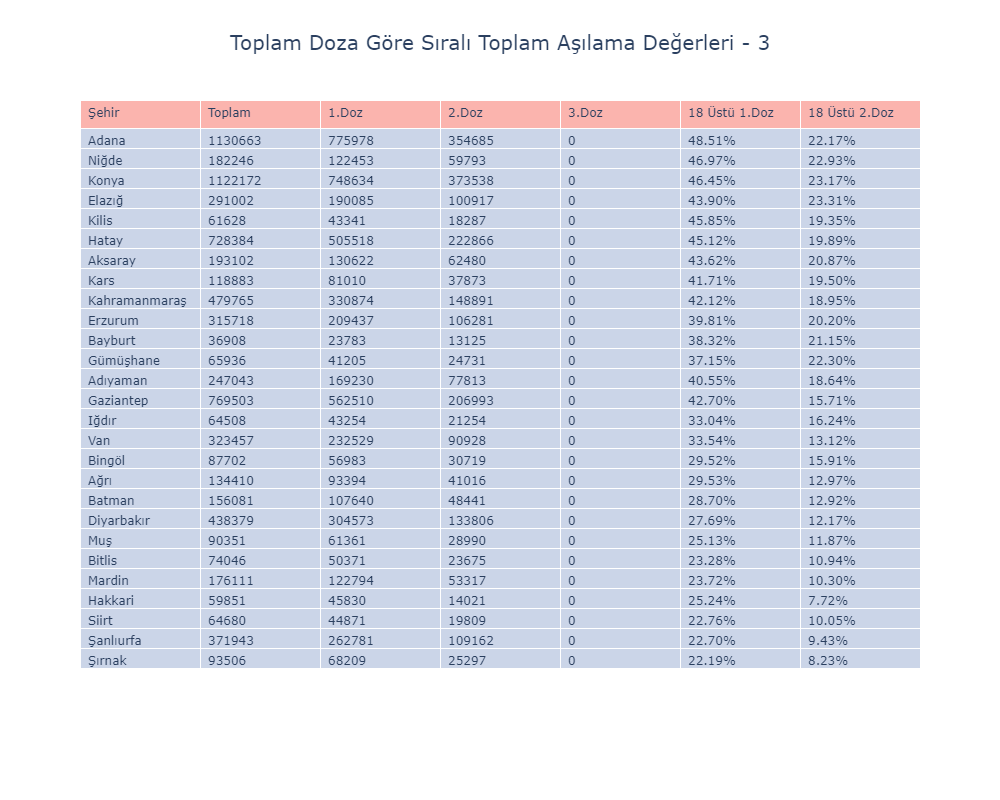 Toplam Doza Göre Sıralı Toplam Aşılama Değerleri - 3
Şehir Toplam 1.Doz 2.Doz 3.Doz 18 Üstü 1.Doz 18 Üstü 2.Doz
Adana 1130663 775978 354685 0 48.51% 22.17%
Niğde 182246 122453 59793 0 46.97% 22.93%
Konya 1122172 748634 373538 0 46.45% 23.17%
Elazığ 291002 190085 100917 0 43.90% 23.31%
Kilis 61628 43341 18287 0 45.85% 19.35%
Hatay 728384 505518 222866 0 45.12% 19.89%
Aksaray 193102 130622 62480 0 43.62% 20.87%
Kars 118883 81010 37873 0 41.71% 19.50%
Kahramanmaraş 479765 330874 148891 0 42.12% 18.95%
Erzurum 315718 209437 106281 0 39.81% 20.20%
Bayburt 36908 23783 13125 0 38.32% 21.15%
Gümüşhane 65936 41205 24731 0 37.15% 22.30%
Adıyaman 247043 169230 77813 0 40.55% 18.64%
Gaziantep 769503 562510 206993 0 42.70% 15.71%
Iğdır 64508 43254 21254 0 33.04% 16.24%
Van 323457 232529 90928 0 33.54% 13.12%
Bingöl 87702 56983 30719 0 29.52% 15.91%
Ağrı 134410 93394 41016 0 29.53% 12.97%
Batman 156081 107640 48441 0 28.70% 12.92%
Diyarbakır 438379 304573 133806 0 27.69% 12.17%
Muş 90351 61361 28990 0 25.13% 11.87%
Bitlis 74046 50371 23675 0 23.28% 10.94%
Mardin 176111 122794 53317 0 23.72% 10.30%
Hakkari 59851 45830 14021 0 25.24% 7.72%
Siirt 64680 44871 19809 0 22.76% 10.05%
Şanlıurfa 371943 262781 109162 0 22.70% 9.43%
Şırnak 93506 68209 25297 0 22.19% 8.23%